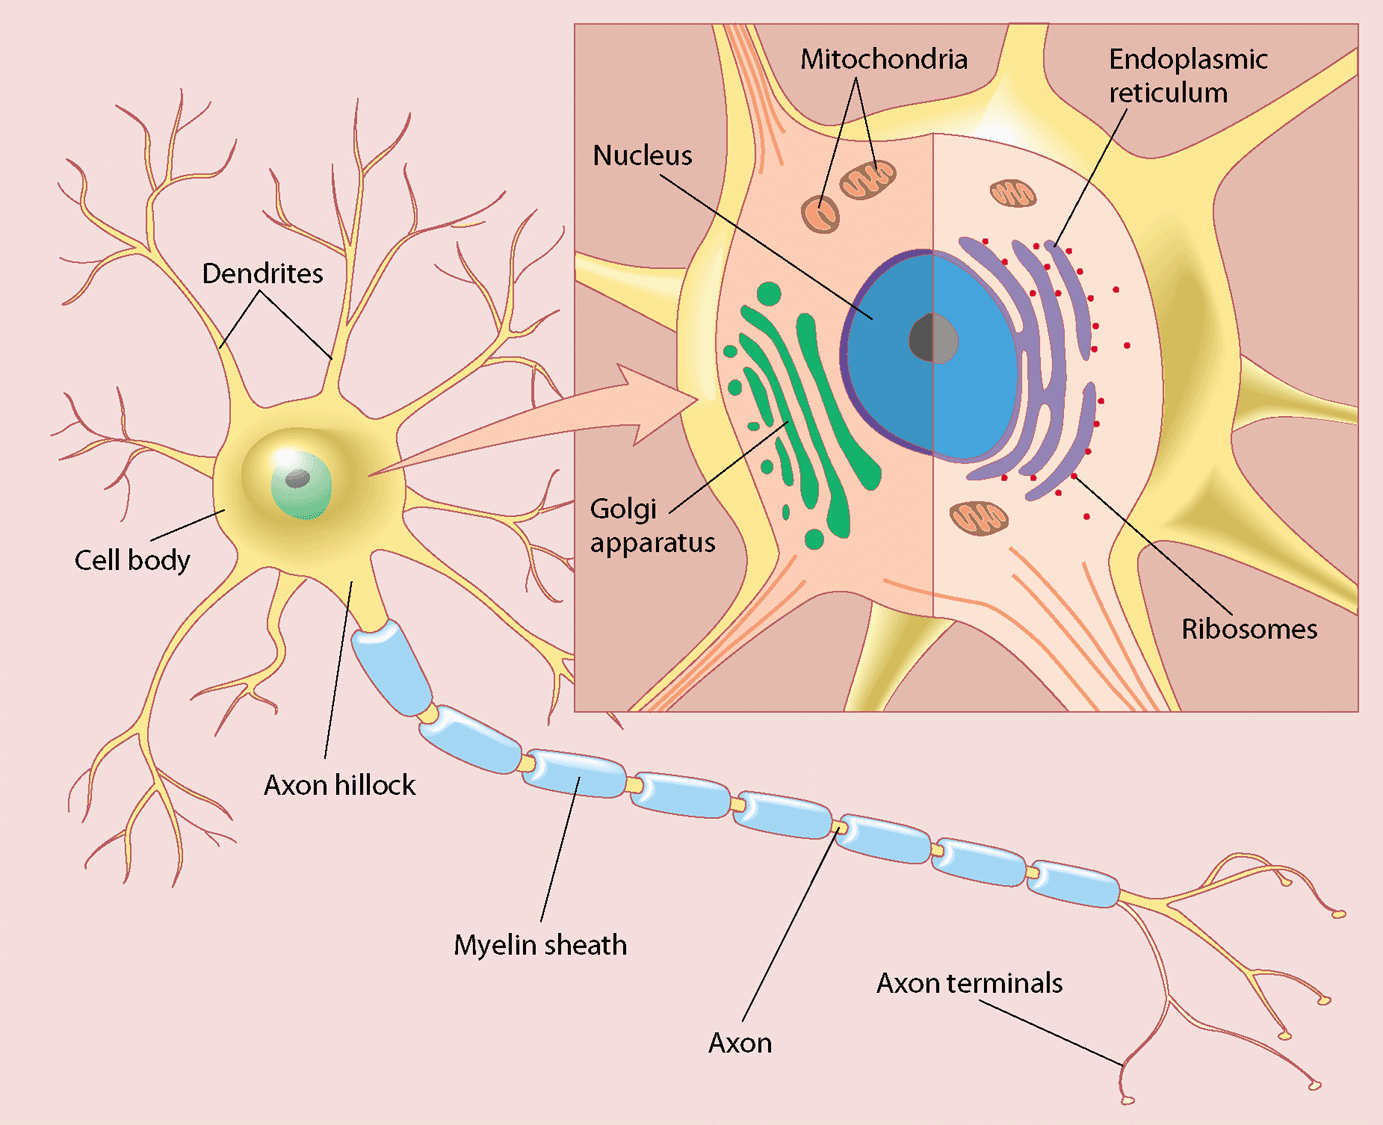 Mitochondria
Endoplasmic
reticulum
Nucleus
Dendrites
Golgi
apparatus
Cell body
Ribosomes
Axon hillock
Myelin sheath
Axon terminals
Axon